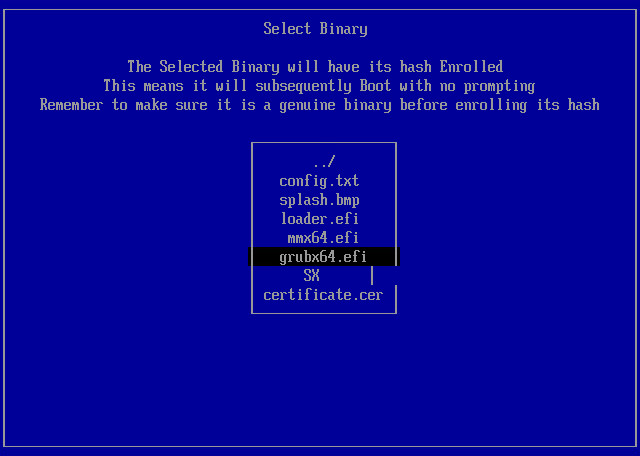 Select Binary
The Selected Binary will have its hash Enrolled
This means it will subsequently Boot with no prompting
Remember to make sure it is a genuine binary before enrolling its hash
../
config.txt
splash.bmp
loader.efi
mmx64.efi
grubx64.efi
SX
certificate.cer